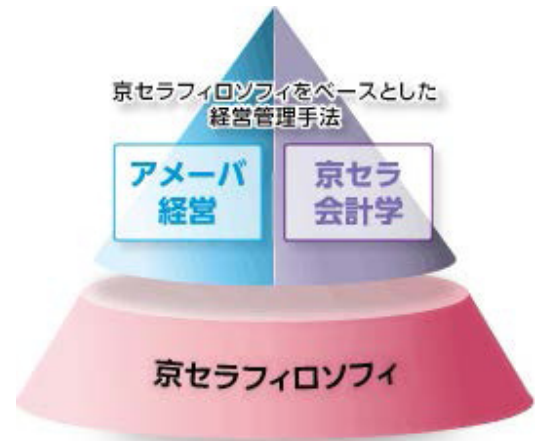 京セラフィロソフィをベースとした
経営管理手法
アメーバ
経営
京セラ
会計学
京セラフィロソフィ